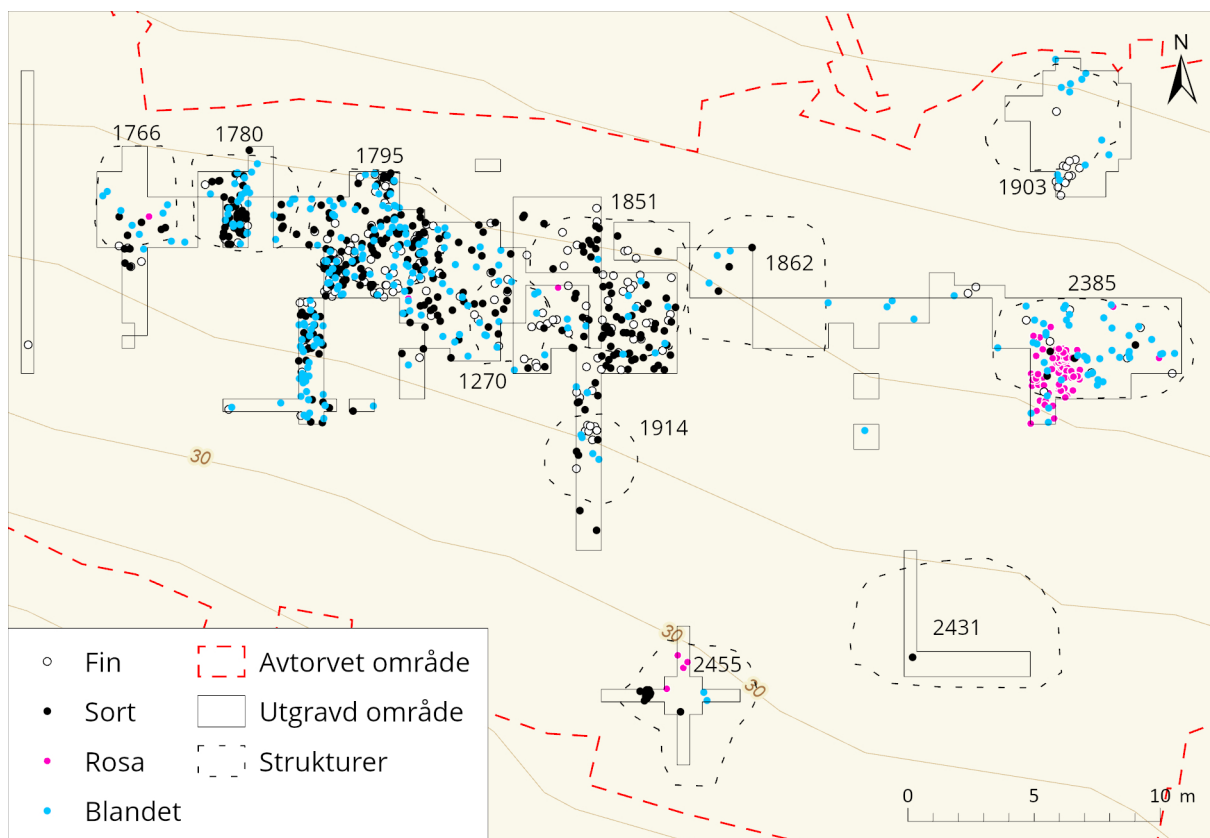 N
1766
1780
1795
1851
1903
1862
2385
1270
1914
30
2431
30
2455
30
Fin
Sort
Rosa
Blandet
Avtorvet område
Utgravd område
Strukturer
0 5 10 m